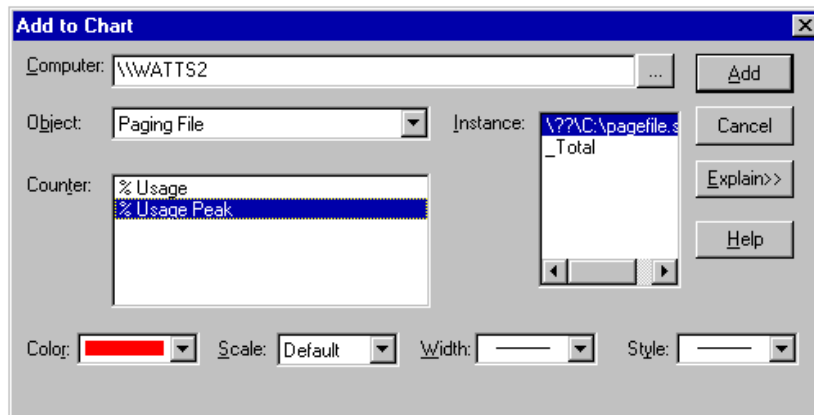 Add to Chart
Computer: \\WATTS2 ... Add
Object: Paging File Instance: \??\C:\pagefile.s Cancel
_Total
Counter: % Usage Explain>>
% Usage Peak
Help
Color: Scale: Default Width: Style: